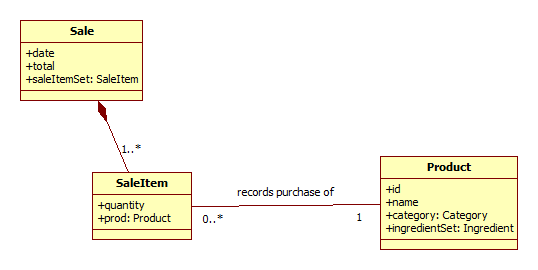 Sale
+date
+total
+saleItemSet: SaleItem
1..*
SaleItem
+quantity
+prod: Product
records purchase of
0..*
1
Product
+id
+name
+category: Category
+ingredientSet: Ingredient